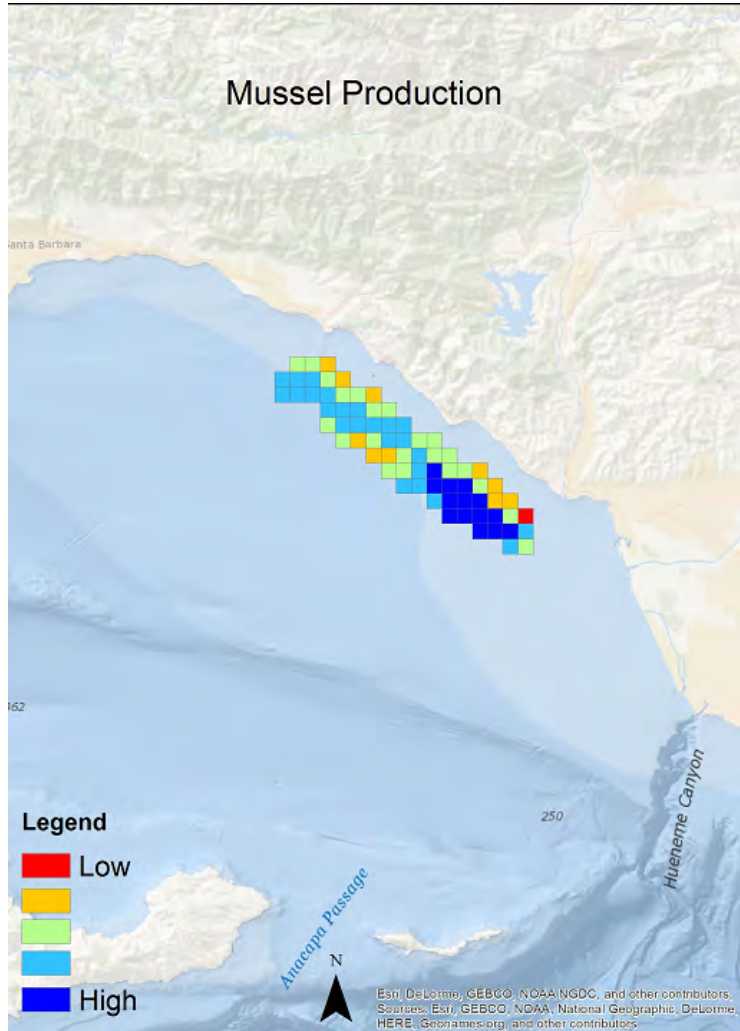 Mussel Production
Santa Barbara
362
250
Hueneme Canyon
Anacapa Passage
Legend
Low
High
N
Esri, DeLorme, GEBCO, NOAA NGDC, and other contributors,
Sources: Esri, GEBCO, NOAA, National Geographic, DeLorme,
HERE, Geonames.org, and other contributors